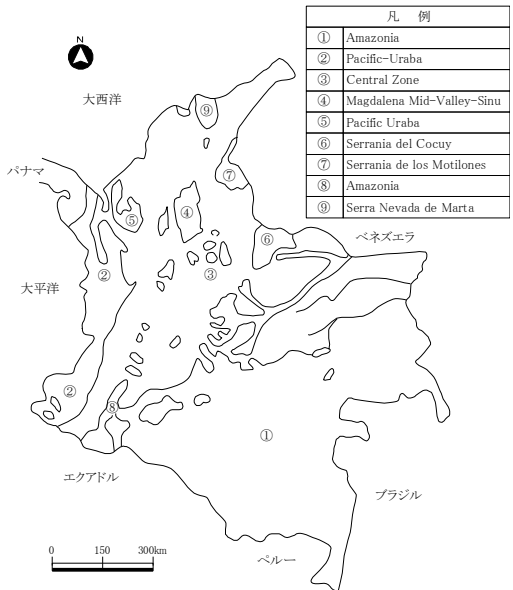 凡 例
① Amazonia
② Pacific-Uraba
③ Central Zone
④ Magdalena Mid-Valley-Sinu
⑤ Pacific Uraba
⑥ Serrania del Cocuy
⑦ Serrania de los Motilones
⑧ Amazonia
⑨ Serra Nevada de Marta
N
大西洋
⑨
パナマ
⑦
⑤
④
⑥
ベネズエラ
②
③
大平洋
②
⑧
①
エクアドル
ブラジル
ペルー
0 150 300km